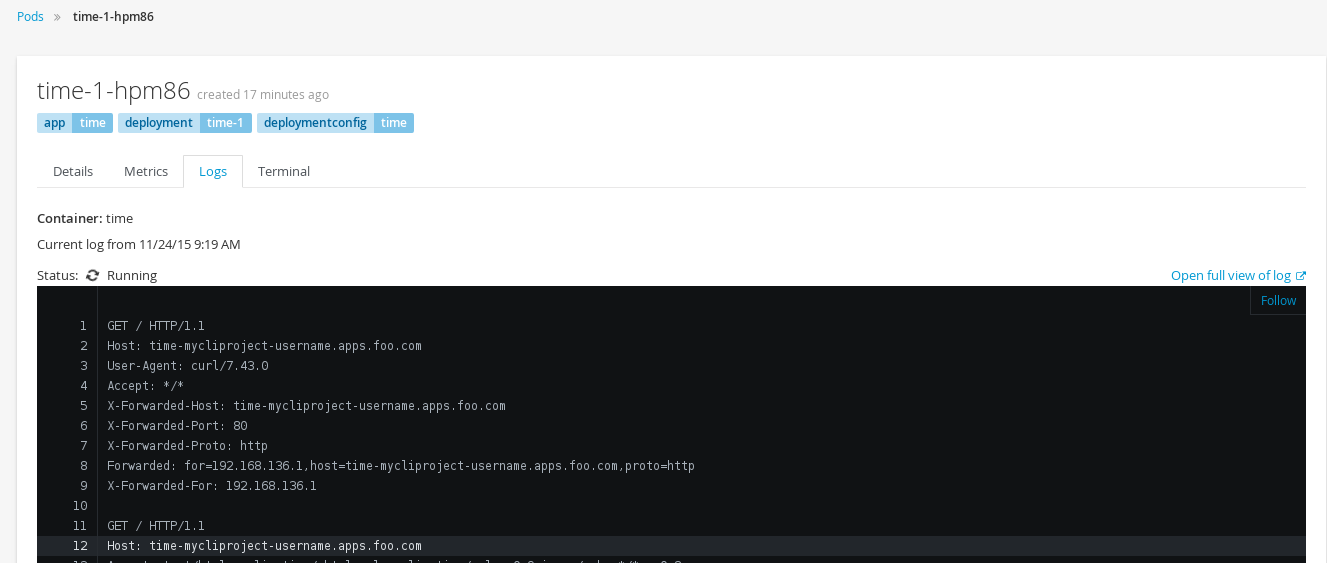 Pods » time-1-hpm86
time-1-hpm86 created 17 minutes ago
app time deployment time-1 deploymentconfig time
Details Metrics Logs Terminal
Container: time
Current log from 11/24/15 9:19 AM
Status: Running Open full view of log
Follow
1 GET / HTTP/1.1
2 Host: time-mycliproject-username.apps.foo.com
3 User-Agent: curl/7.43.0
4 Accept: */*
5 X-Forwarded-Host: time-mycliproject-username.apps.foo.com
6 X-Forwarded-Port: 80
7 X-Forwarded-Proto: http
8 Forwarded: for=192.168.136.1,host=time-mycliproject-username.apps.foo.com,proto=http
9 X-Forwarded-For: 192.168.136.1
10
11 GET / HTTP/1.1
12 Host: time-mycliproject-username.apps.foo.com